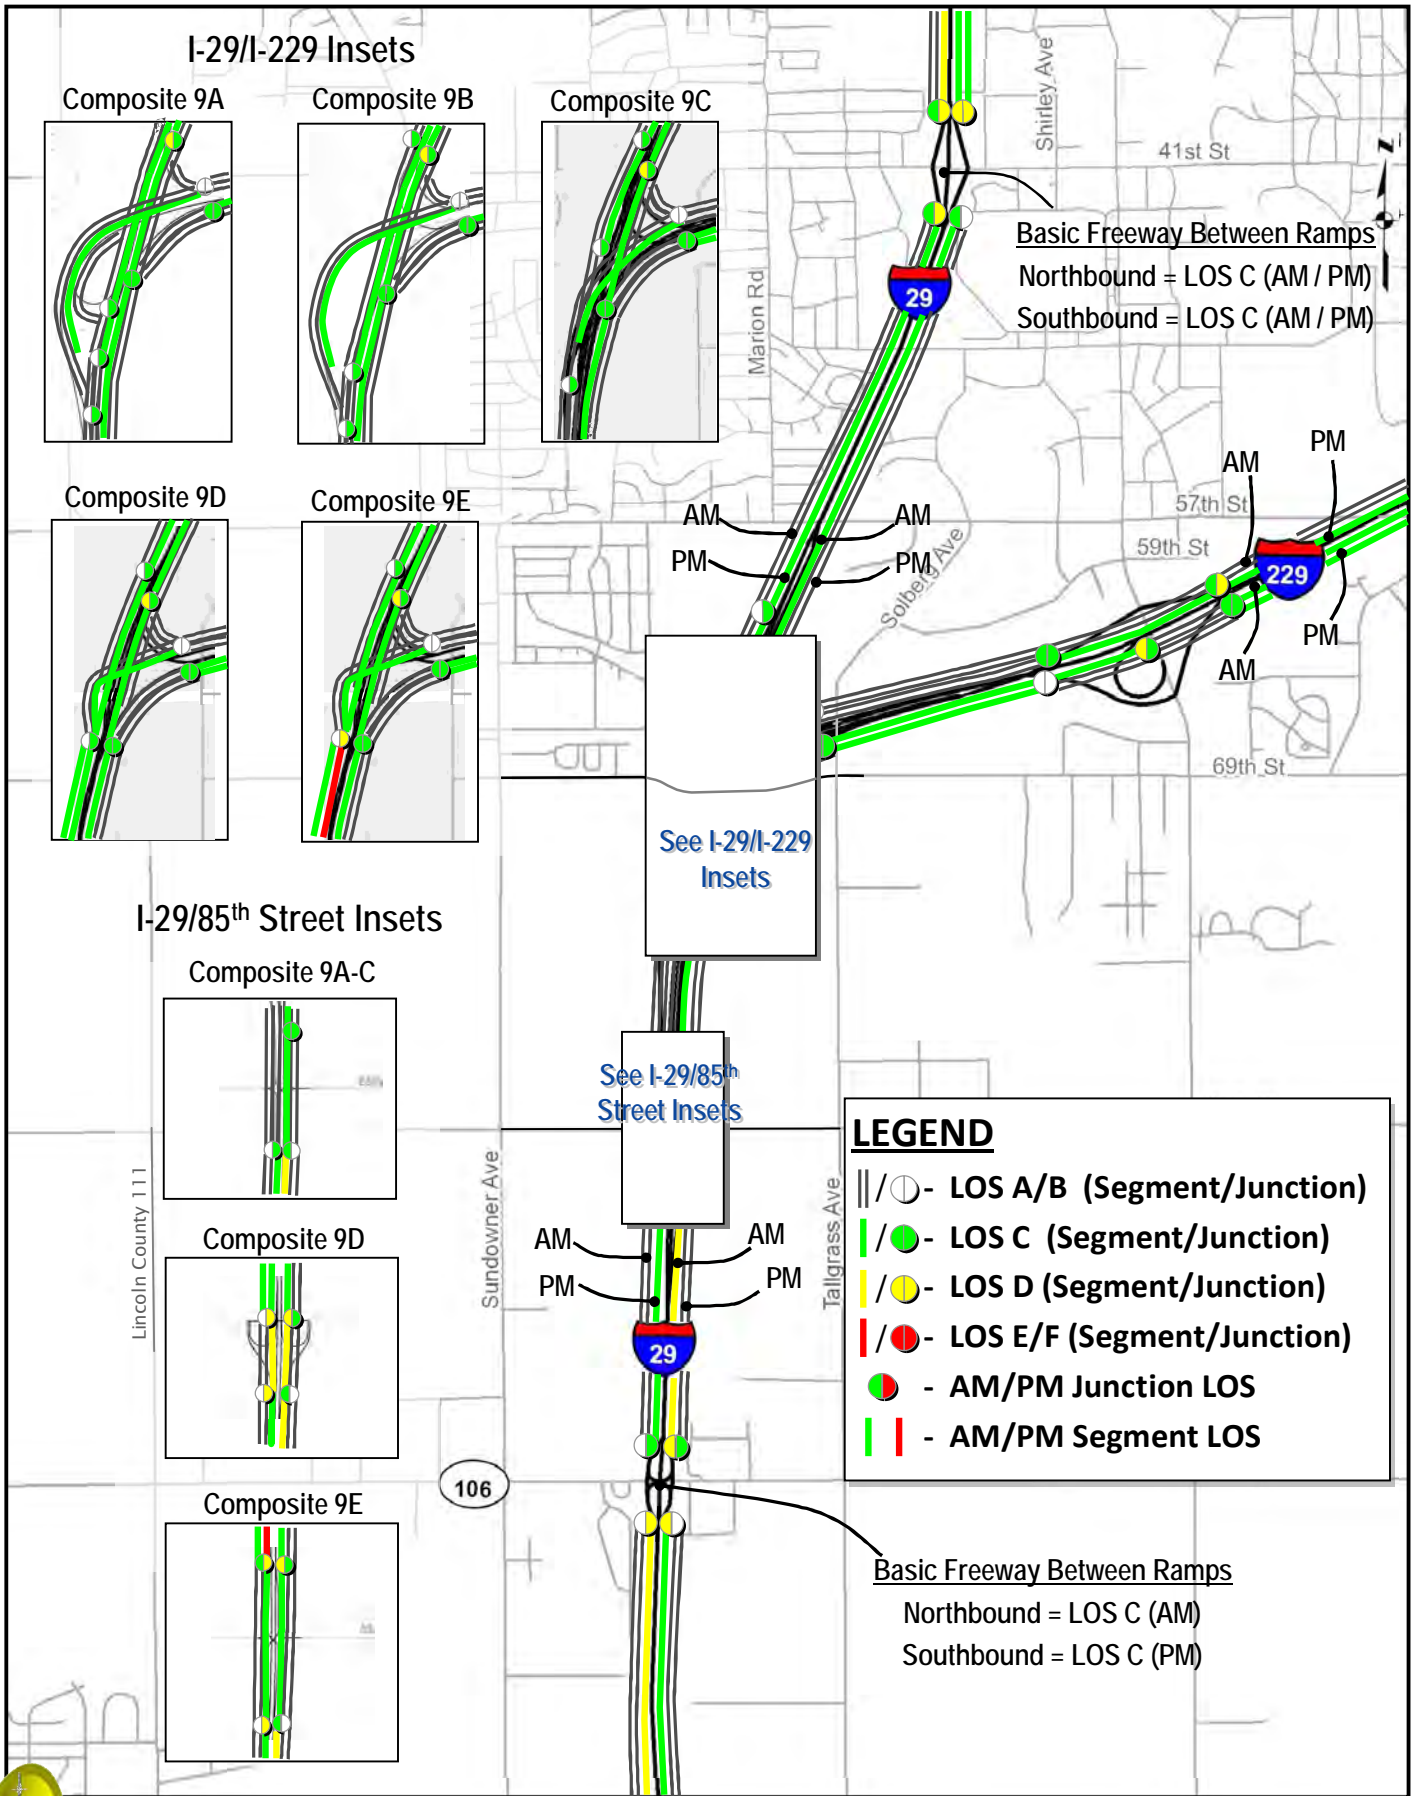 I-29/I-229 Insets
Composite 9A
Composite 9B
Composite 9C
Shirley Ave
41st St
Z
Basic Freeway Between Ramps
Northbound = LOS C (AM / PM)
Southbound = LOS C (AM / PM)
29
Marion Rd
Composite 9D
Composite 9E
AM
PM
AM
PM
Solberg Ave
AM
PM
57th St
59th St
229
AM
PM
69th St
See I-29/I-229
Insets
I-29/85th Street Insets
Composite 9A-C
See I-29/85th
Street Insets
Lincoln County 111
Sundowner Ave
Tallgrass Ave
Composite 9D
AM
PM
AM
PM
29
LEGEND
/ - LOS A/B (Segment/Junction)
/ - LOS C (Segment/Junction)
/ - LOS D (Segment/Junction)
/ - LOS E/F (Segment/Junction)
- AM/PM Junction LOS
- AM/PM Segment LOS
106
Composite 9E
Basic Freeway Between Ramps
Northbound = LOS C (AM)
Southbound = LOS C (PM)